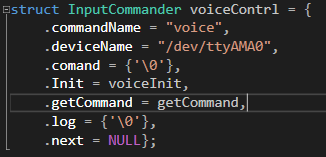 struct InputCommander voiceContrl = {
.commandName = "voice",
.deviceName = "/dev/ttyAMA0",
.comand = {'\0'},
.Init = voiceInit,
.getCommand = getCommand,
.log = {'\0'},
.next = NULL};